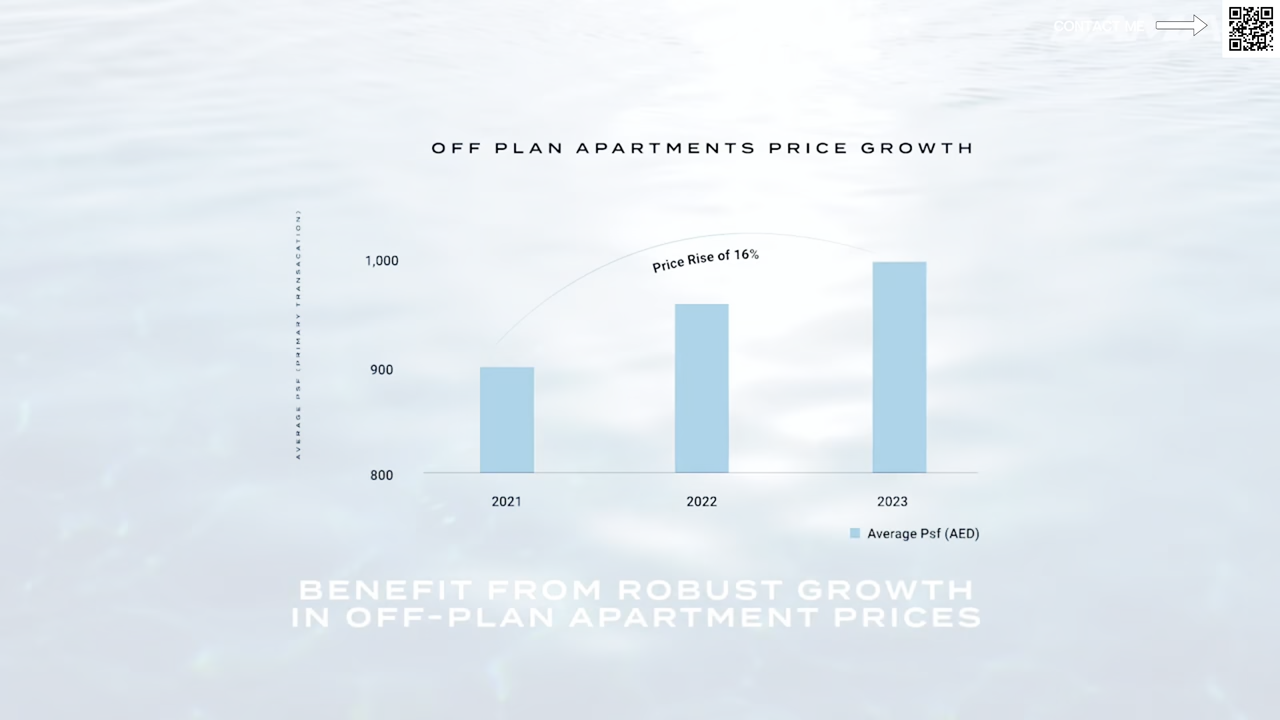 CONTACT ME
OFF PLAN APARTMENTS PRICE GROWTH
AVERAGE PSF (PRIMARY TRANSACATION)
Price Rise of 16%
1,000
900
800
2021
2022
2023
Average Psf (AED)
BENEFIT FROM ROBUST GROWTH
IN OFF-PLAN APARTMENT PRICES